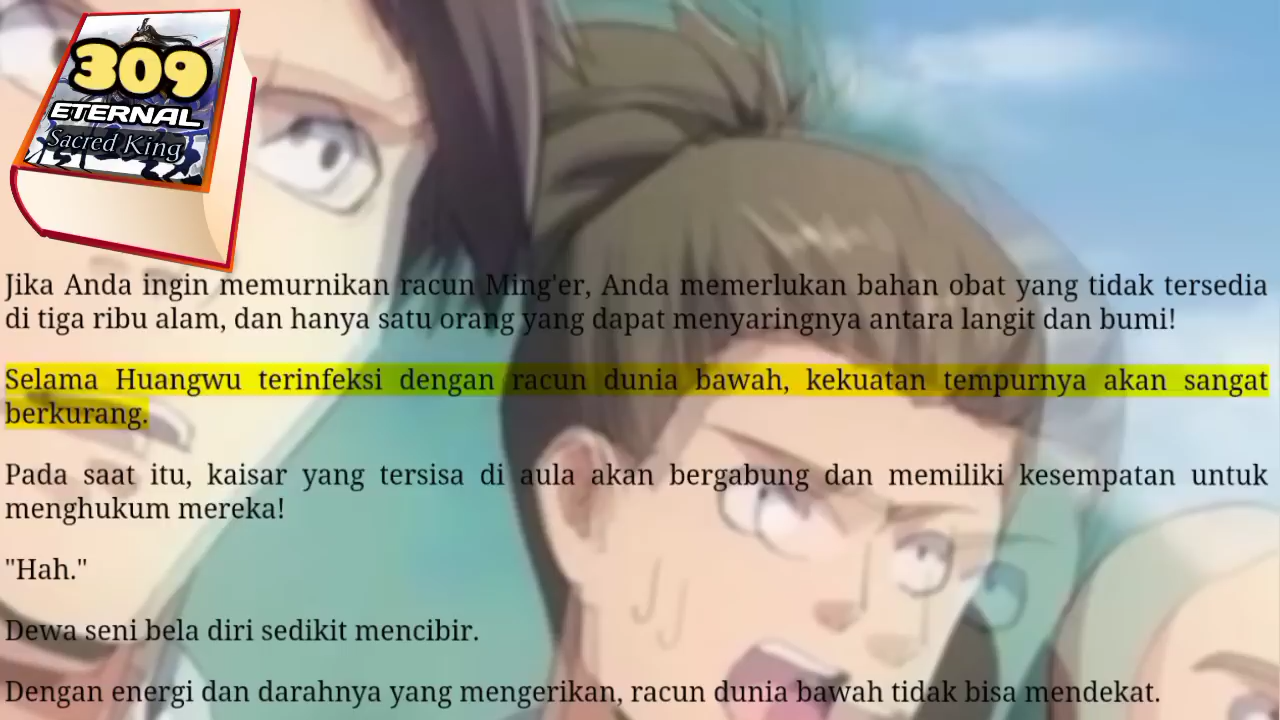 309
ETERNAL
Sacred King
Jika Anda ingin memurnikan racun Ming'er, Anda memerlukan bahan obat yang tidak tersedia
di tiga ribu alam, dan hanya satu orang yang dapat menyaringnya antara langit dan bumi!
Selama Huangwu terinfeksi dengan racun dunia bawah, kekuatan tempurnya akan sangat
berkurang.
Pada saat itu, kaisar yang tersisa di aula akan bergabung dan memiliki kesempatan untuk
menghukum mereka!
"Hah."
Dewa seni bela diri sedikit mencibir.
Dengan energi dan darahnya yang mengerikan, racun dunia bawah tidak bisa mendekat.